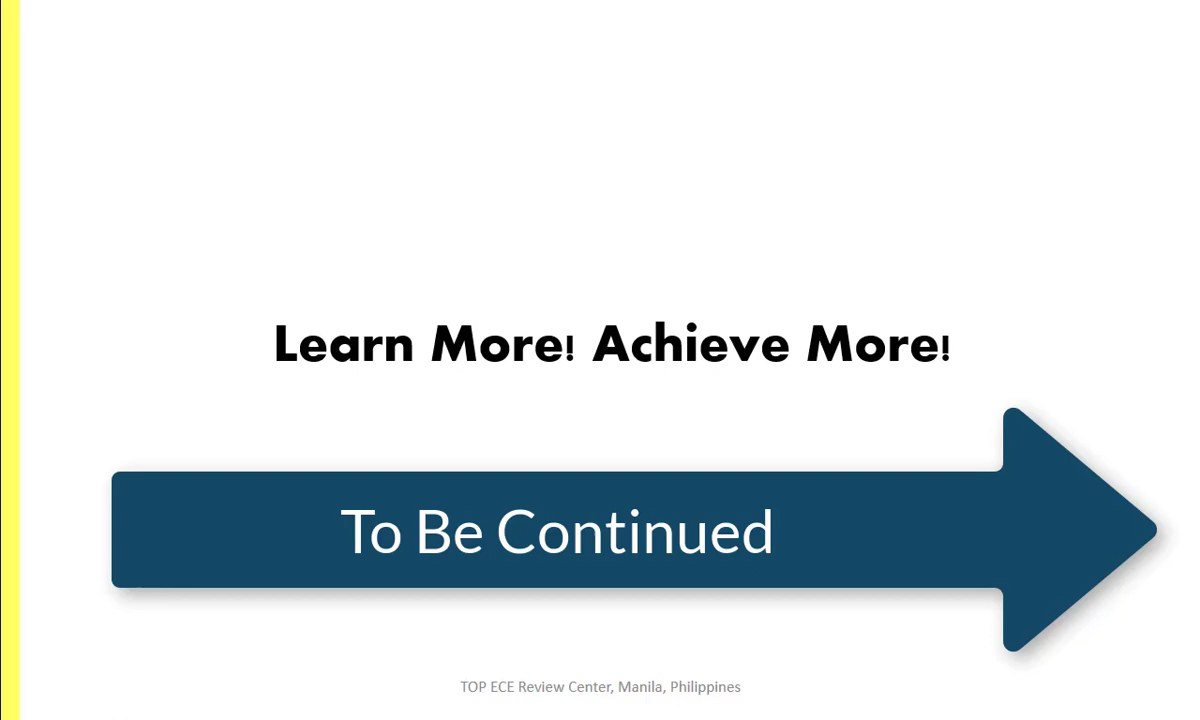 Learn More! Achieve More!
To Be Continued
TOP ECE Review Center, Manila, Philippines